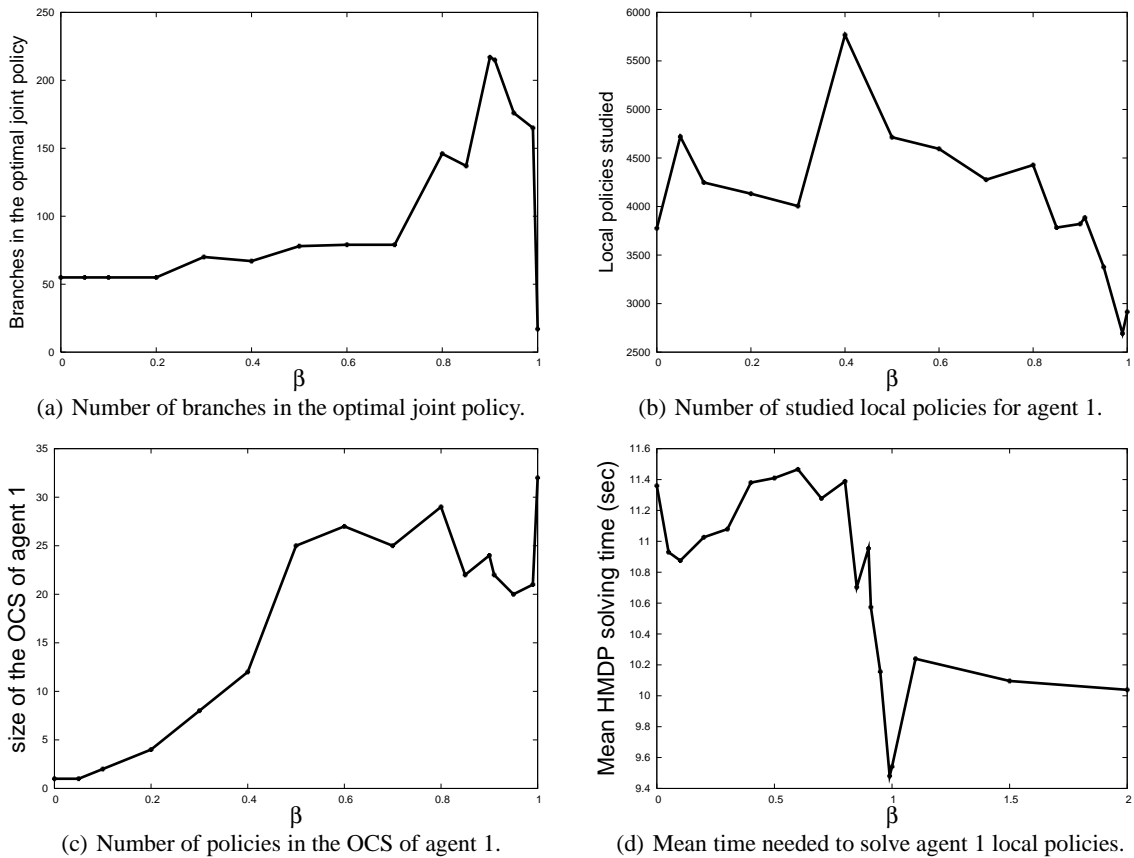 250
200
150
100
50
0
0 0.2 0.4 0.6 0.8 1
Branches in the optimal joint policy
β
(a) Number of branches in the optimal joint policy.
6000
5500
5000
4500
4000
3500
3000
2500
0 0.2 0.4 0.6 0.8 1
Local policies studied
β
(b) Number of studied local policies for agent 1.
35
30
25
20
15
10
5
0
0 0.2 0.4 0.6 0.8 1
size of the OCS of agent 1
β
(c) Number of policies in the OCS of agent 1.
11.6
11.4
11.2
11
10.8
10.6
10.4
10.2
10
9.8
9.6
9.4
0 0.5 1 1.5 2
Mean HMDP solving time (sec)
β
(d) Mean time needed to solve agent 1 local policies.